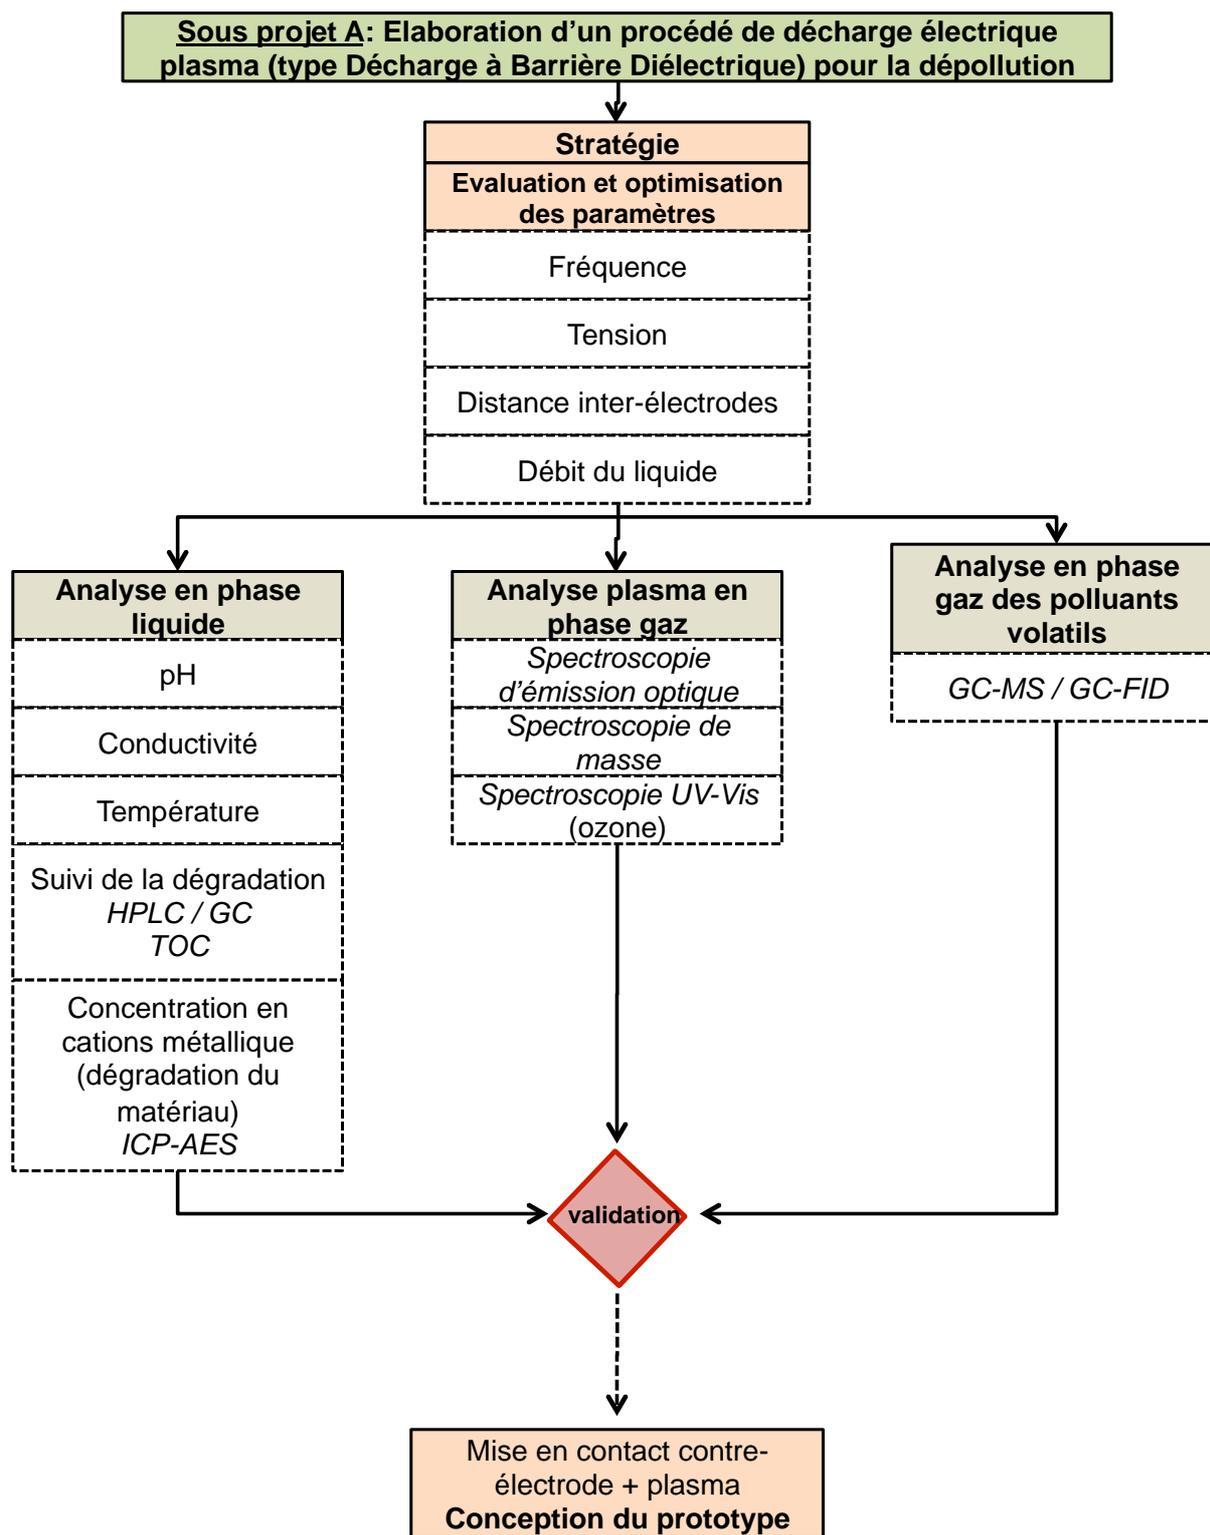 Sous projet A: Elaboration d’un procédé de décharge électrique
plasma (type Décharge à Barrière Diélectrique) pour la dépollution
Stratégie
Evaluation et optimisation
des paramètres
Fréquence
Tension
Distance inter-électrodes
Débit du liquide
Analyse en phase
liquide
pH
Conductivité
Température
Suivi de la dégradation
HPLC / GC
TOC
Concentration en
cations métallique
(dégradation du
matériau)
ICP-AES
Analyse plasma en
phase gaz
Spectroscopie
d’émission optique
Spectroscopie de
masse
Spectroscopie UV-Vis
(ozone)
Analyse en phase
gaz des polluants
volatils
GC-MS / GC-FID
validation
Mise en contact contre-
électrode + plasma
Conception du prototype